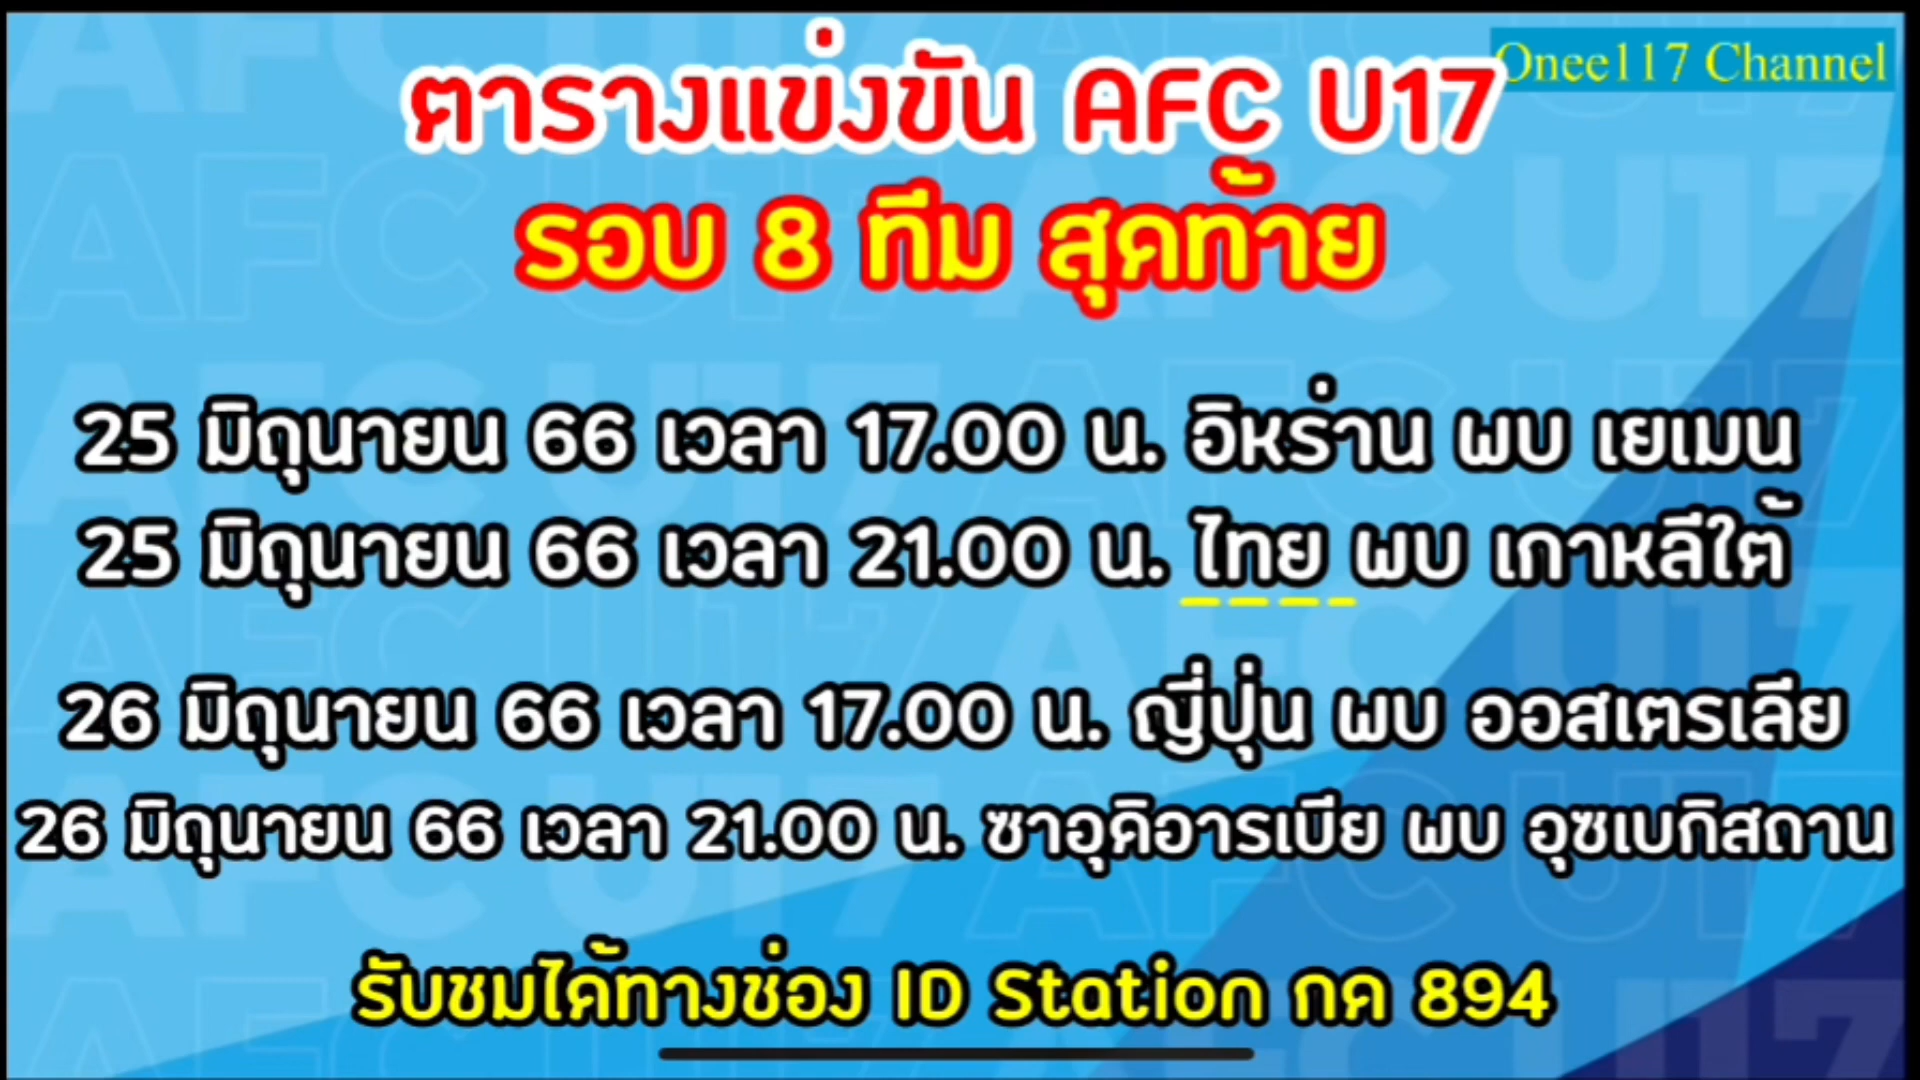 Onee117 Channel
ตารางแข่งขัน AFC U17
รอบ 8 ทีม สุดท้าย
25 มิถุนายน 66 เวลา 17.00 น. อิหร่าน พบ เยเมน
25 มิถุนายน 66 เวลา 21.00 น. ไทย พบ เกาหลีใต้
26 มิถุนายน 66 เวลา 17.00 น. ญี่ปุ่น พบ ออสเตรเลีย
26 มิถุนายน 66 เวลา 21.00 น. ซาอุดิอารเบีย พบ อุซเบกิสถาน
รับชมได้ทางช่อง ID Station กด 894